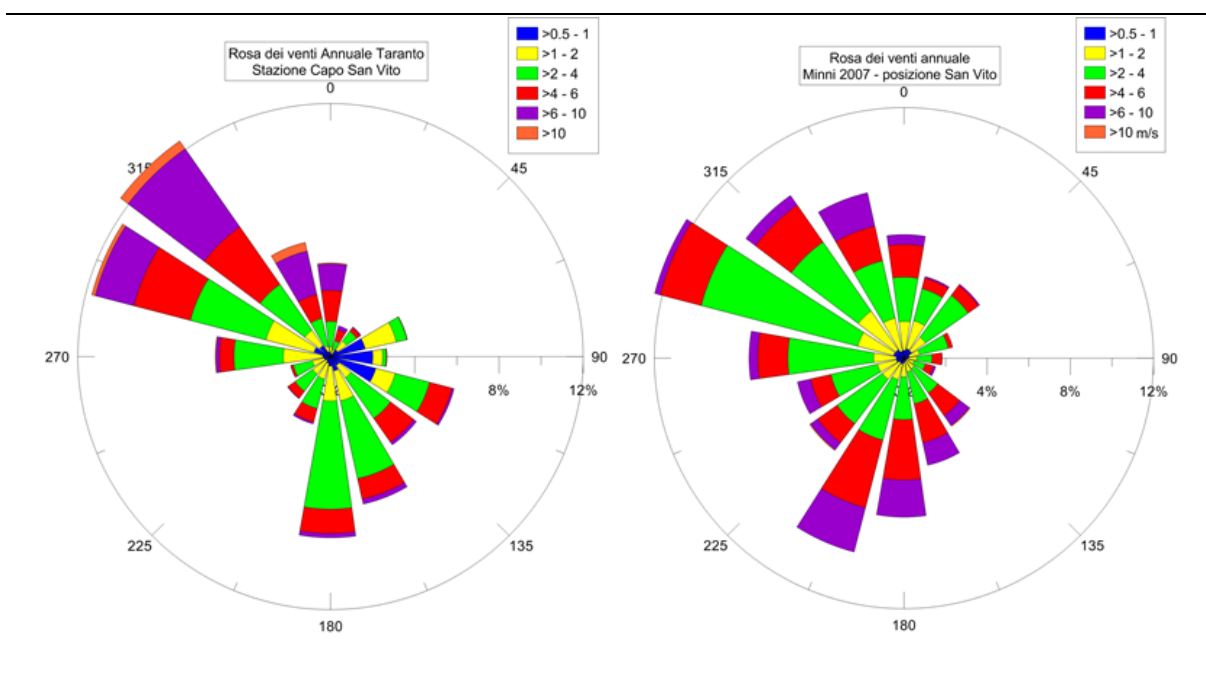 Rosa dei venti Annuale Taranto
Stazione Capo San Vito
>0.5 - 1
>1 - 2
>2 - 4
>4 - 6
>6 - 10
>10
0
45
90
135
180
225
270
315
8%
12%
Rosa dei venti annuale
Minni 2007 - posizione San Vito
>0.5 - 1
>1 - 2
>2 - 4
>4 - 6
>6 - 10
>10 m/s
0
45
90
135
180
225
270
315
4%
8%
12%